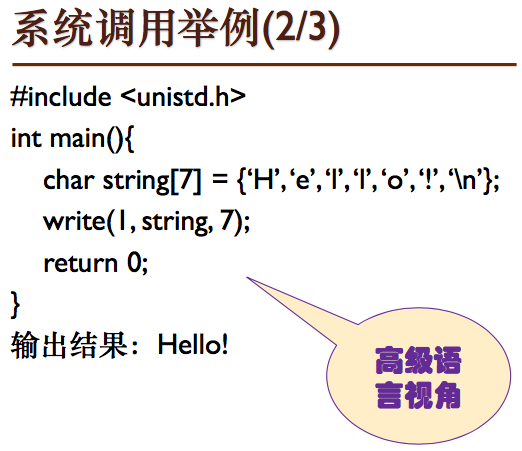 系统调用举例(2/3)
#include <unistd.h>
int main(){
char string[7] = {‘H’,‘e’,‘l’,‘l’,‘o’,‘!’,‘\n’};
write(1, string, 7);
return 0;
}
输出结果：Hello!
高级语
言视角